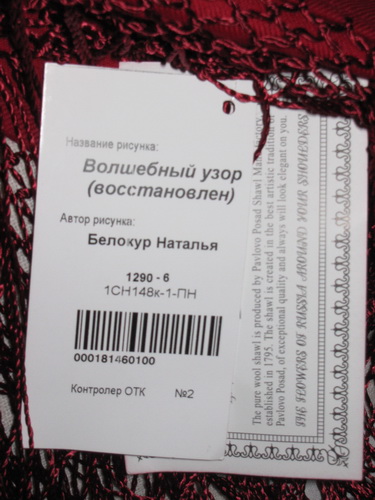 Название рисунка:
Волшебный узор
(восстановлен)
Автор рисунка:
Белокур Наталья
1290 - 6
1СН148к-1-ПН
000181460100
Контролер ОТК №2
The pure wool shawl is produced by Pavlovo Posad Shawl
established in 1795. The shawl is created in the best artistic tradition
Pavlovo Posad, of exceptional quality and always will look elegant on you.
THE FLOWERS OF RUSSIA AROUND YOUR SHOULDERS